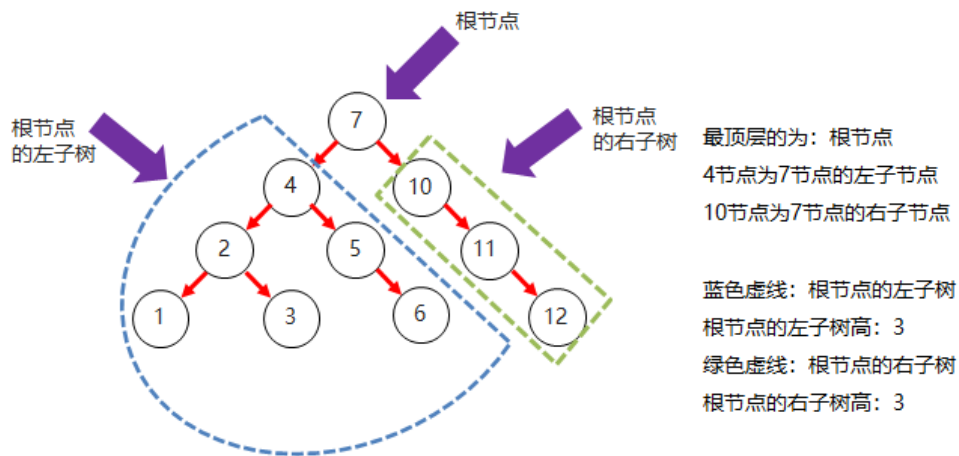 根节点
根节点
的左子树
根节点
的右子树
7
4
10
2
5
11
1
3
6
12
最顶层的为：根节点
4节点为7节点的左子节点
10节点为7节点的右子节点
蓝色虚线：根节点的左子树
根节点的左子树高：3
绿色虚线：根节点的右子树
根节点的右子树高：3